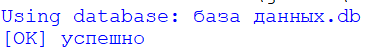 Using database: база данных.db
[OK] успешно